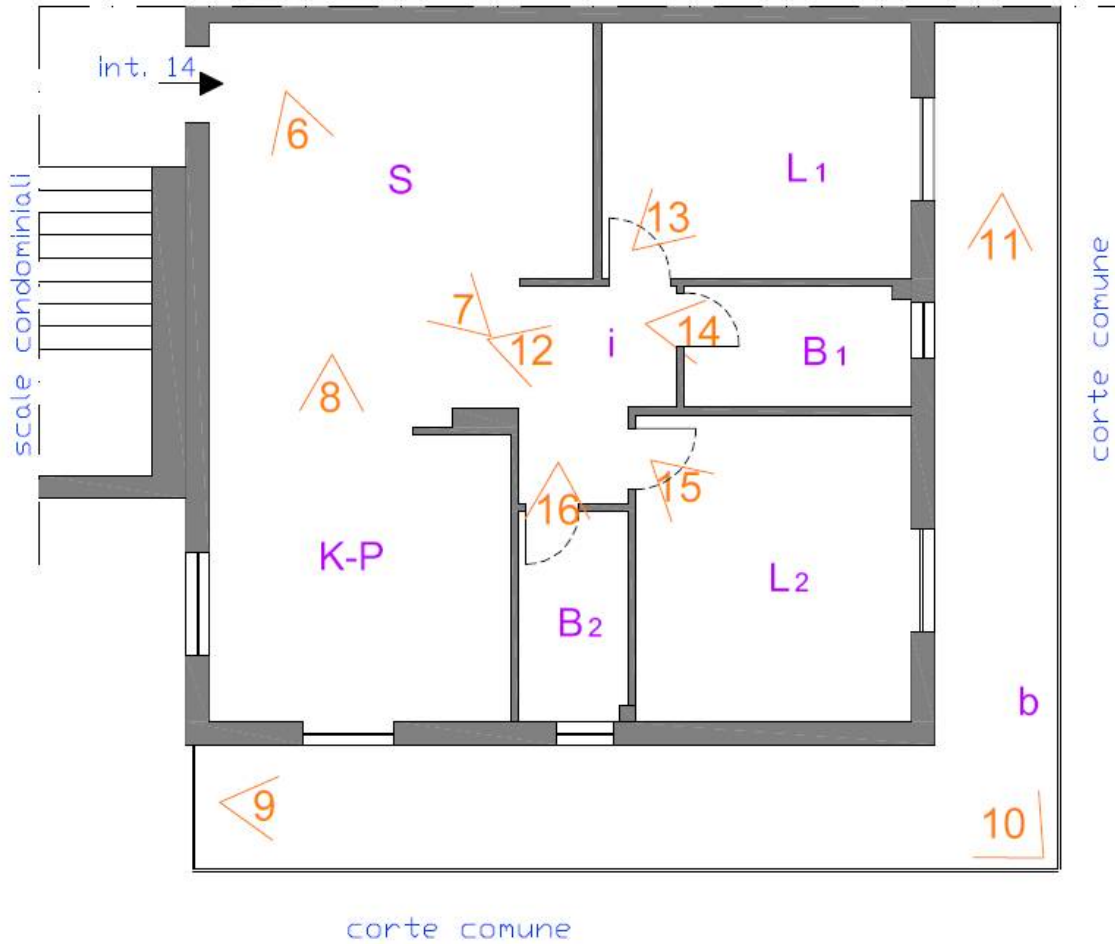 int. 14
6
S
L1
13
11
scale condominiali
corte comune
7
12
i
14
B1
8
16
15
K-P
L2
B2
b
9
10
corte comune